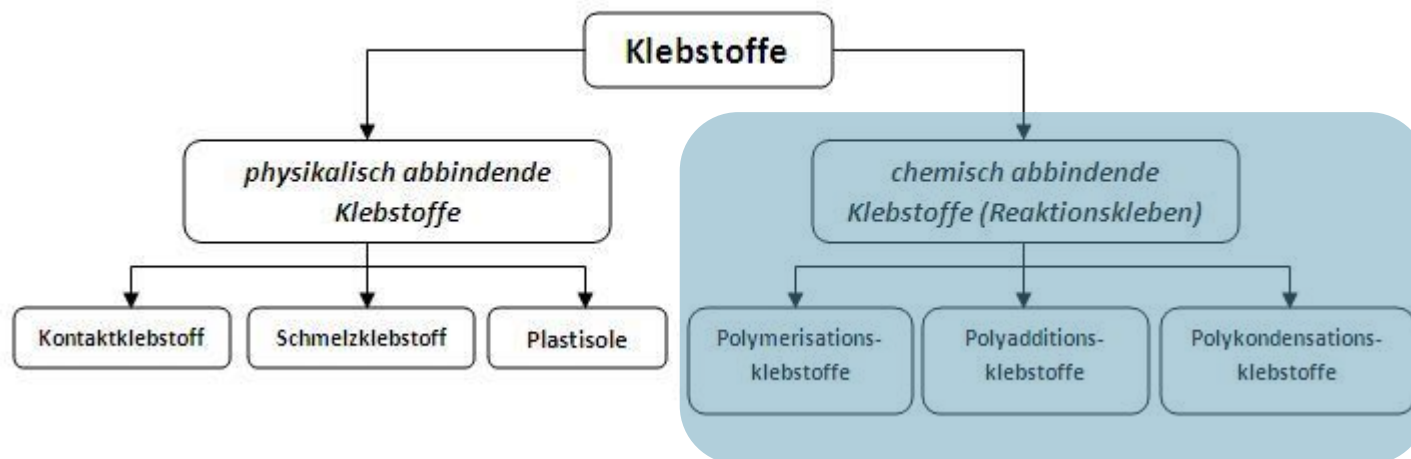 Klebstoffe
physikalisch abbindende
Klebstoffe
chemisch abbindende
Klebstoffe (Reaktionskleben)
Kontaktklebstoff
Schmelzklebstoff
Plastisole
Polymerisations-
klebstoffe
Polyadditions-
klebstoffe
Polykondensations-
klebstoffe